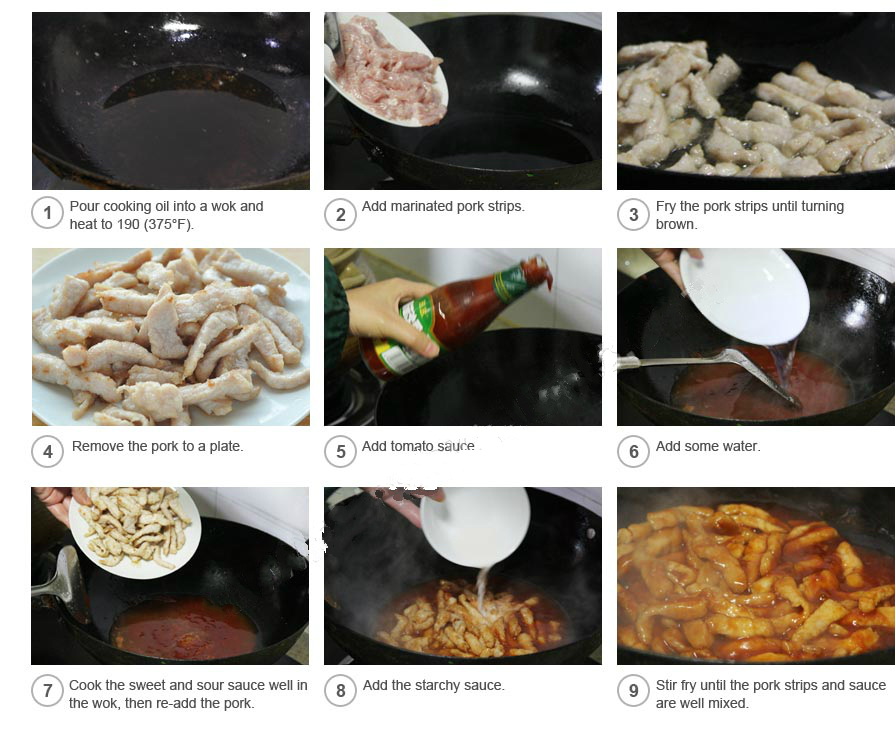 1 Pour cooking oil into a wok and
heat to 190 (375°F).
2 Add marinated pork strips.
3 Fry the pork strips until turning
brown.
4 Remove the pork to a plate.
5 Add tomato sauce
6 Add some water.
7 Cook the sweet and sour sauce well in
the wok, then re-add the pork.
8 Add the starchy sauce.
9 Stir fry until the pork strips and sauce
are well mixed.